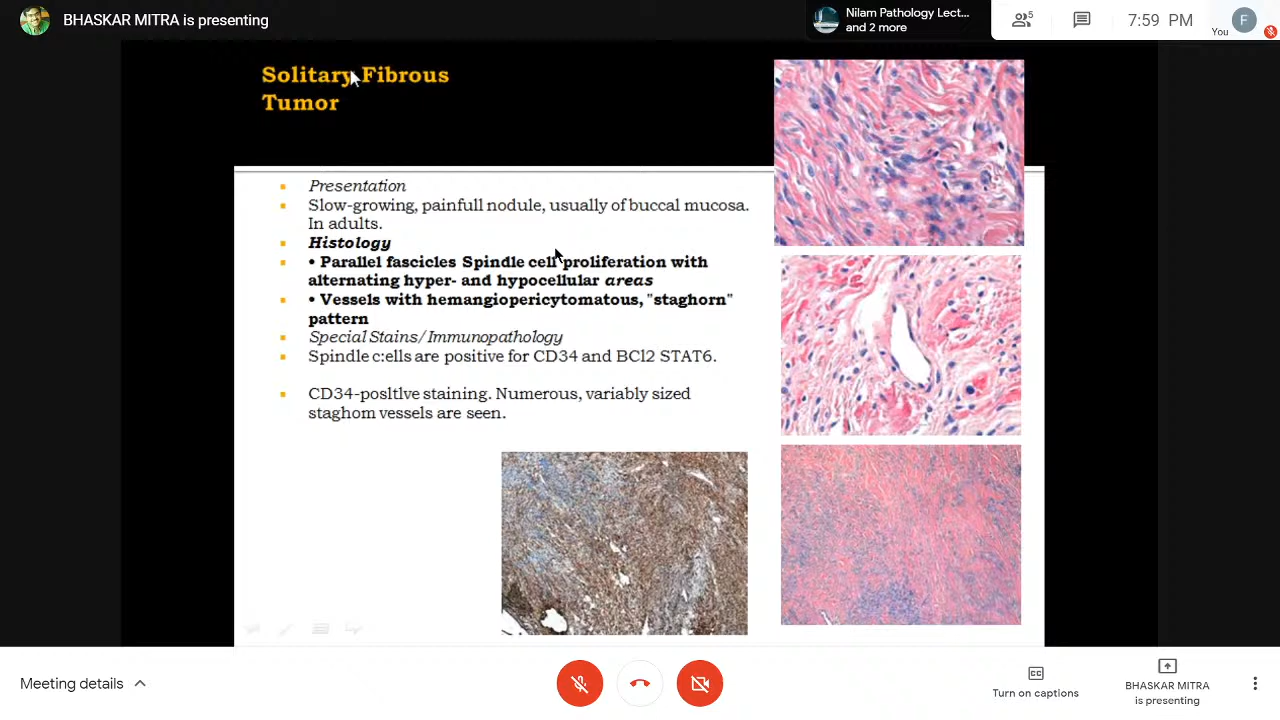 BHASKAR MITRA is presenting
Nilam Pathology Lect...
and 2 more
5
7:59 PM
You
F
Solitary Fibrous
Tumor
Presentation
Slow-growing, painfull nodule, usually of buccal mucosa.
In adults.
Histology
• Parallel fascicles Spindle cell proliferation with
alternating hyper- and hypocellular areas
• Vessels with hemangiopericytomatous, "staghorn"
pattern
Special Stains/Immunopathology
Spindle c:ells are positive for CD34 and BCl2 STAT6.
CD34-posltlve staining. Numerous, variably sized
staghom vessels are seen.
Meeting details
CC
Turn on captions
BHASKAR MITRA
is presenting